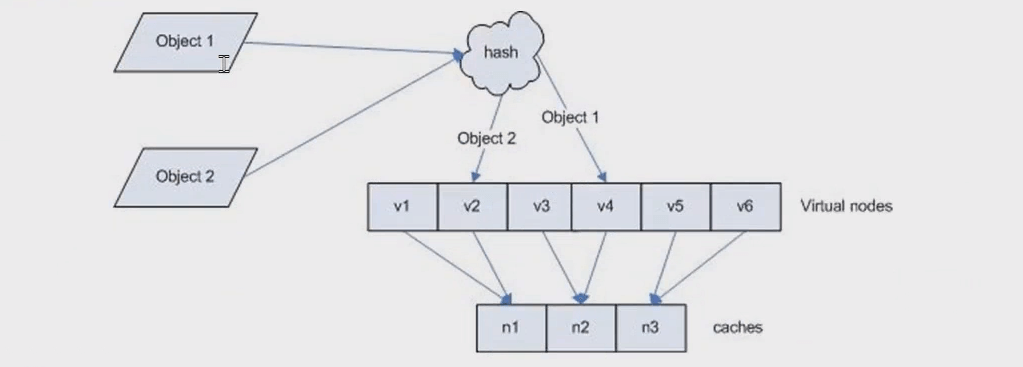 Object 1
hash
Object 1
Object 2
Object 2
v1 v2 v3 v4 v5 v6 Virtual nodes
n1 n2 n3 caches